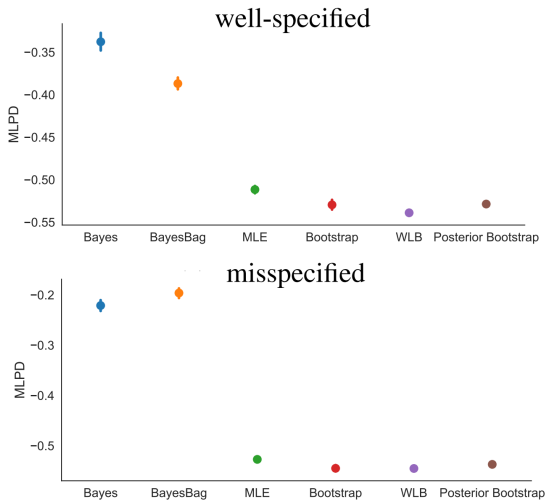 well-specified
MLPD
−0.35
−0.40
−0.45
−0.50
−0.55
Bayes BayesBag MLE Bootstrap WLB Posterior Bootstrap
misspecified
MLPD
−0.2
−0.3
−0.4
−0.5
Bayes BayesBag MLE Bootstrap WLB Posterior Bootstrap